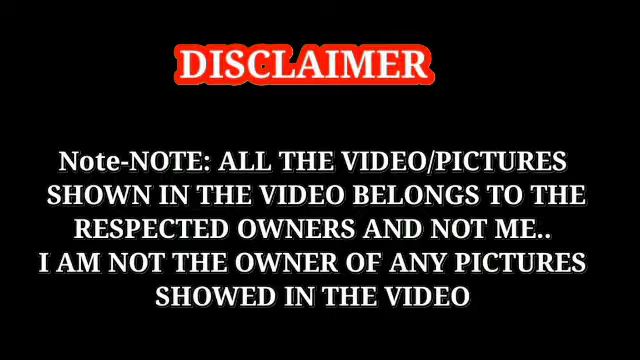 DISCLAIMER
Note-NOTE: ALL THE VIDEO/PICTURES
SHOWN IN THE VIDEO BELONGS TO THE
RESPECTED OWNERS AND NOT ME..
I AM NOT THE OWNER OF ANY PICTURES
SHOWED IN THE VIDEO